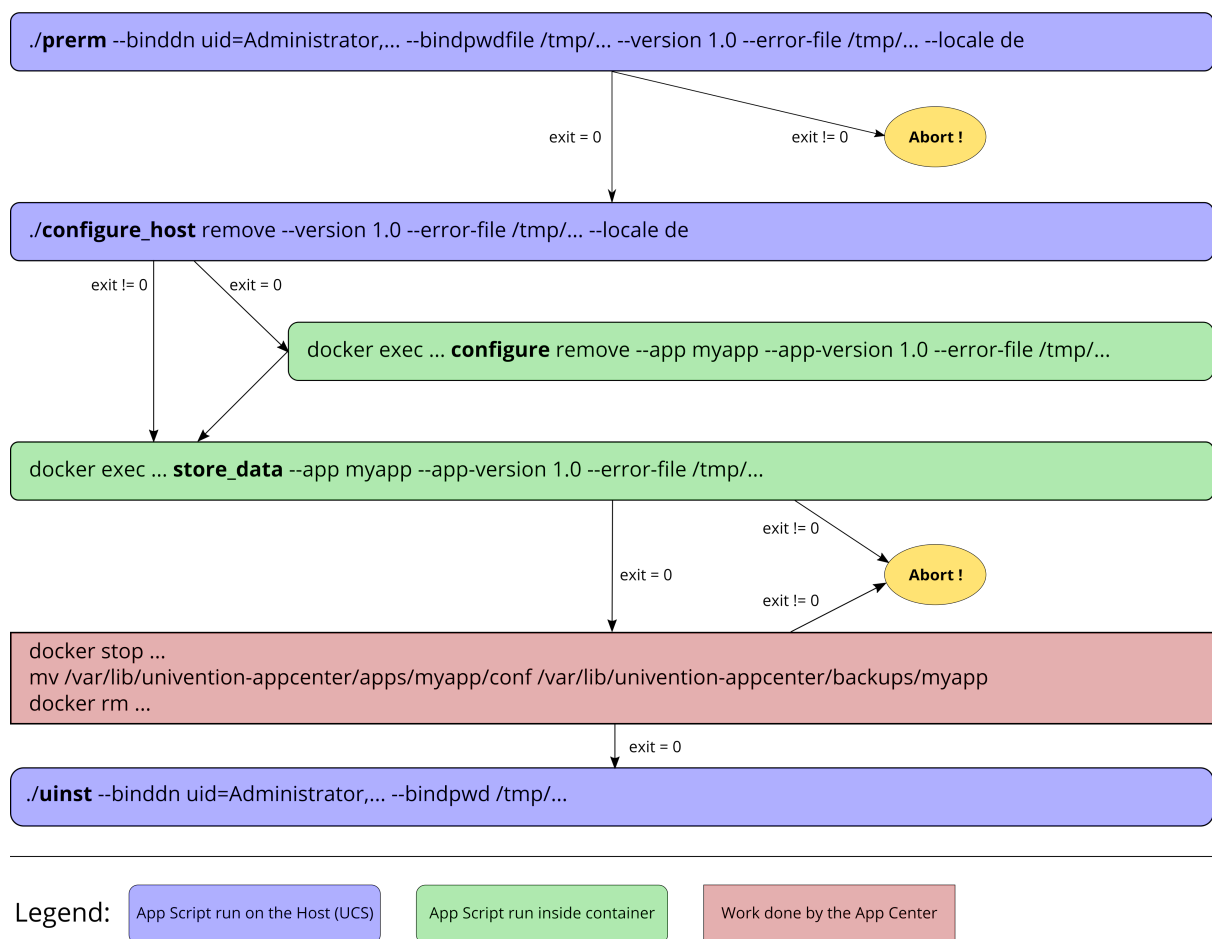 ./prerm --binddn uid=Administrator,... --bindpwdfile /tmp/... --version 1.0 --error-file /tmp/... --locale de
exit = 0
exit != 0
Abort !
./configure_host remove --version 1.0 --error-file /tmp/... --locale de
exit != 0
exit = 0
docker exec ... configure remove --app myapp --app-version 1.0 --error-file /tmp/...
docker exec ... store_data --app myapp --app-version 1.0 --error-file /tmp/...
exit != 0
exit = 0
Abort !
exit != 0
docker stop ...
mv /var/lib/univention-appcenter/apps/myapp/conf /var/lib/univention-appcenter/backups/myapp
docker rm ...
exit = 0
./uinst --binddn uid=Administrator,... --bindpwd /tmp/...
Legend:
App Script run on the Host (UCS)
App Script run inside container
Work done by the App Center